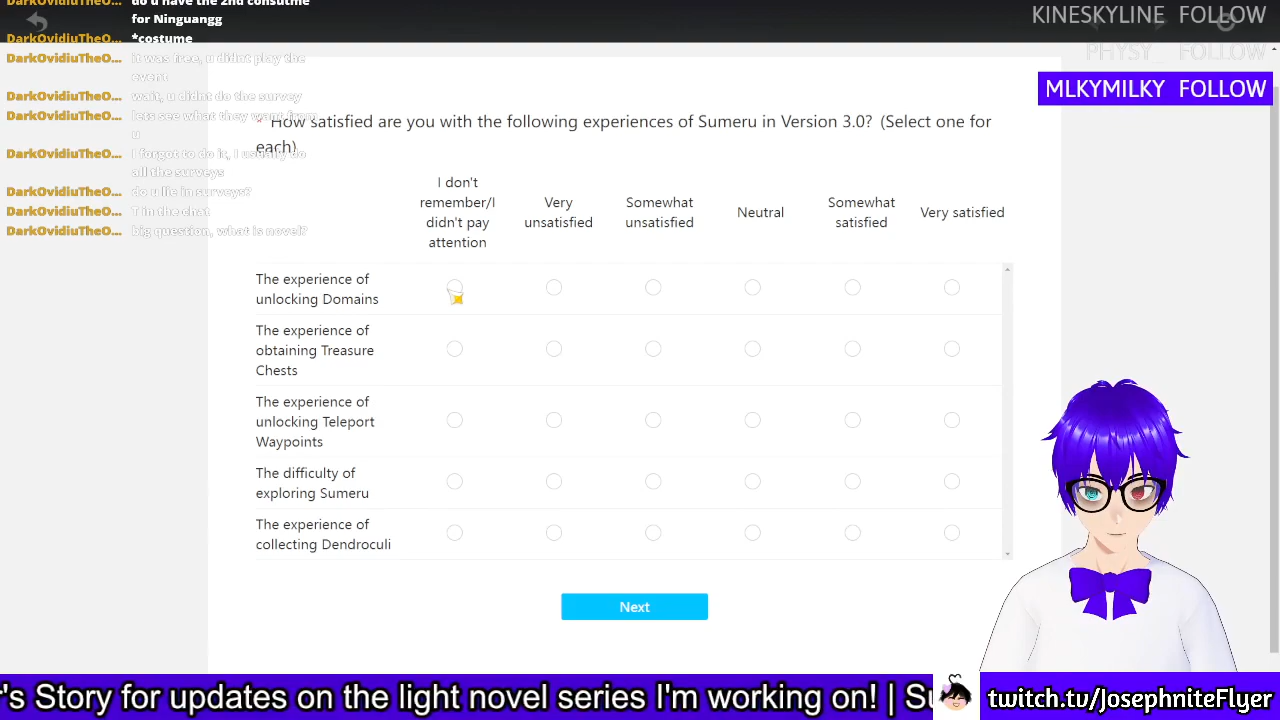 DarkOvidiuTheO... do u have the 2nd consutme
for Ninguangg
DarkOvidiuTheO... *costume
DarkOvidiuTheO... it was free, u didnt play the
event
DarkOvidiuTheO... wait, u didnt do the survey
DarkOvidiuTheO... lets see what they want from
u
DarkOvidiuTheO... I forgot to do it, I usually do
all the surveys
DarkOvidiuTheO... do u lie in surveys?
DarkOvidiuTheO... T in the chat
DarkOvidiuTheO... big question, what is novel?
KINESKYLINE FOLLOW
PHYSY_ FOLLOW
MLKYMILKY FOLLOW
* How satisfied are you with the following experiences of Sumeru in Version 3.0? (Select one for
each)
I don't
remember/I
didn't pay
attention
Very
unsatisfied
Somewhat
unsatisfied
Neutral
Somewhat
satisfied
Very satisfied
The experience of
unlocking Domains
The experience of
obtaining Treasure
Chests
The experience of
unlocking Teleport
Waypoints
The difficulty of
exploring Sumeru
The experience of
collecting Dendroculi
Next
r's Story for updates on the light novel series I'm working on! | Su
twitch.tv/JosephniteFlyer